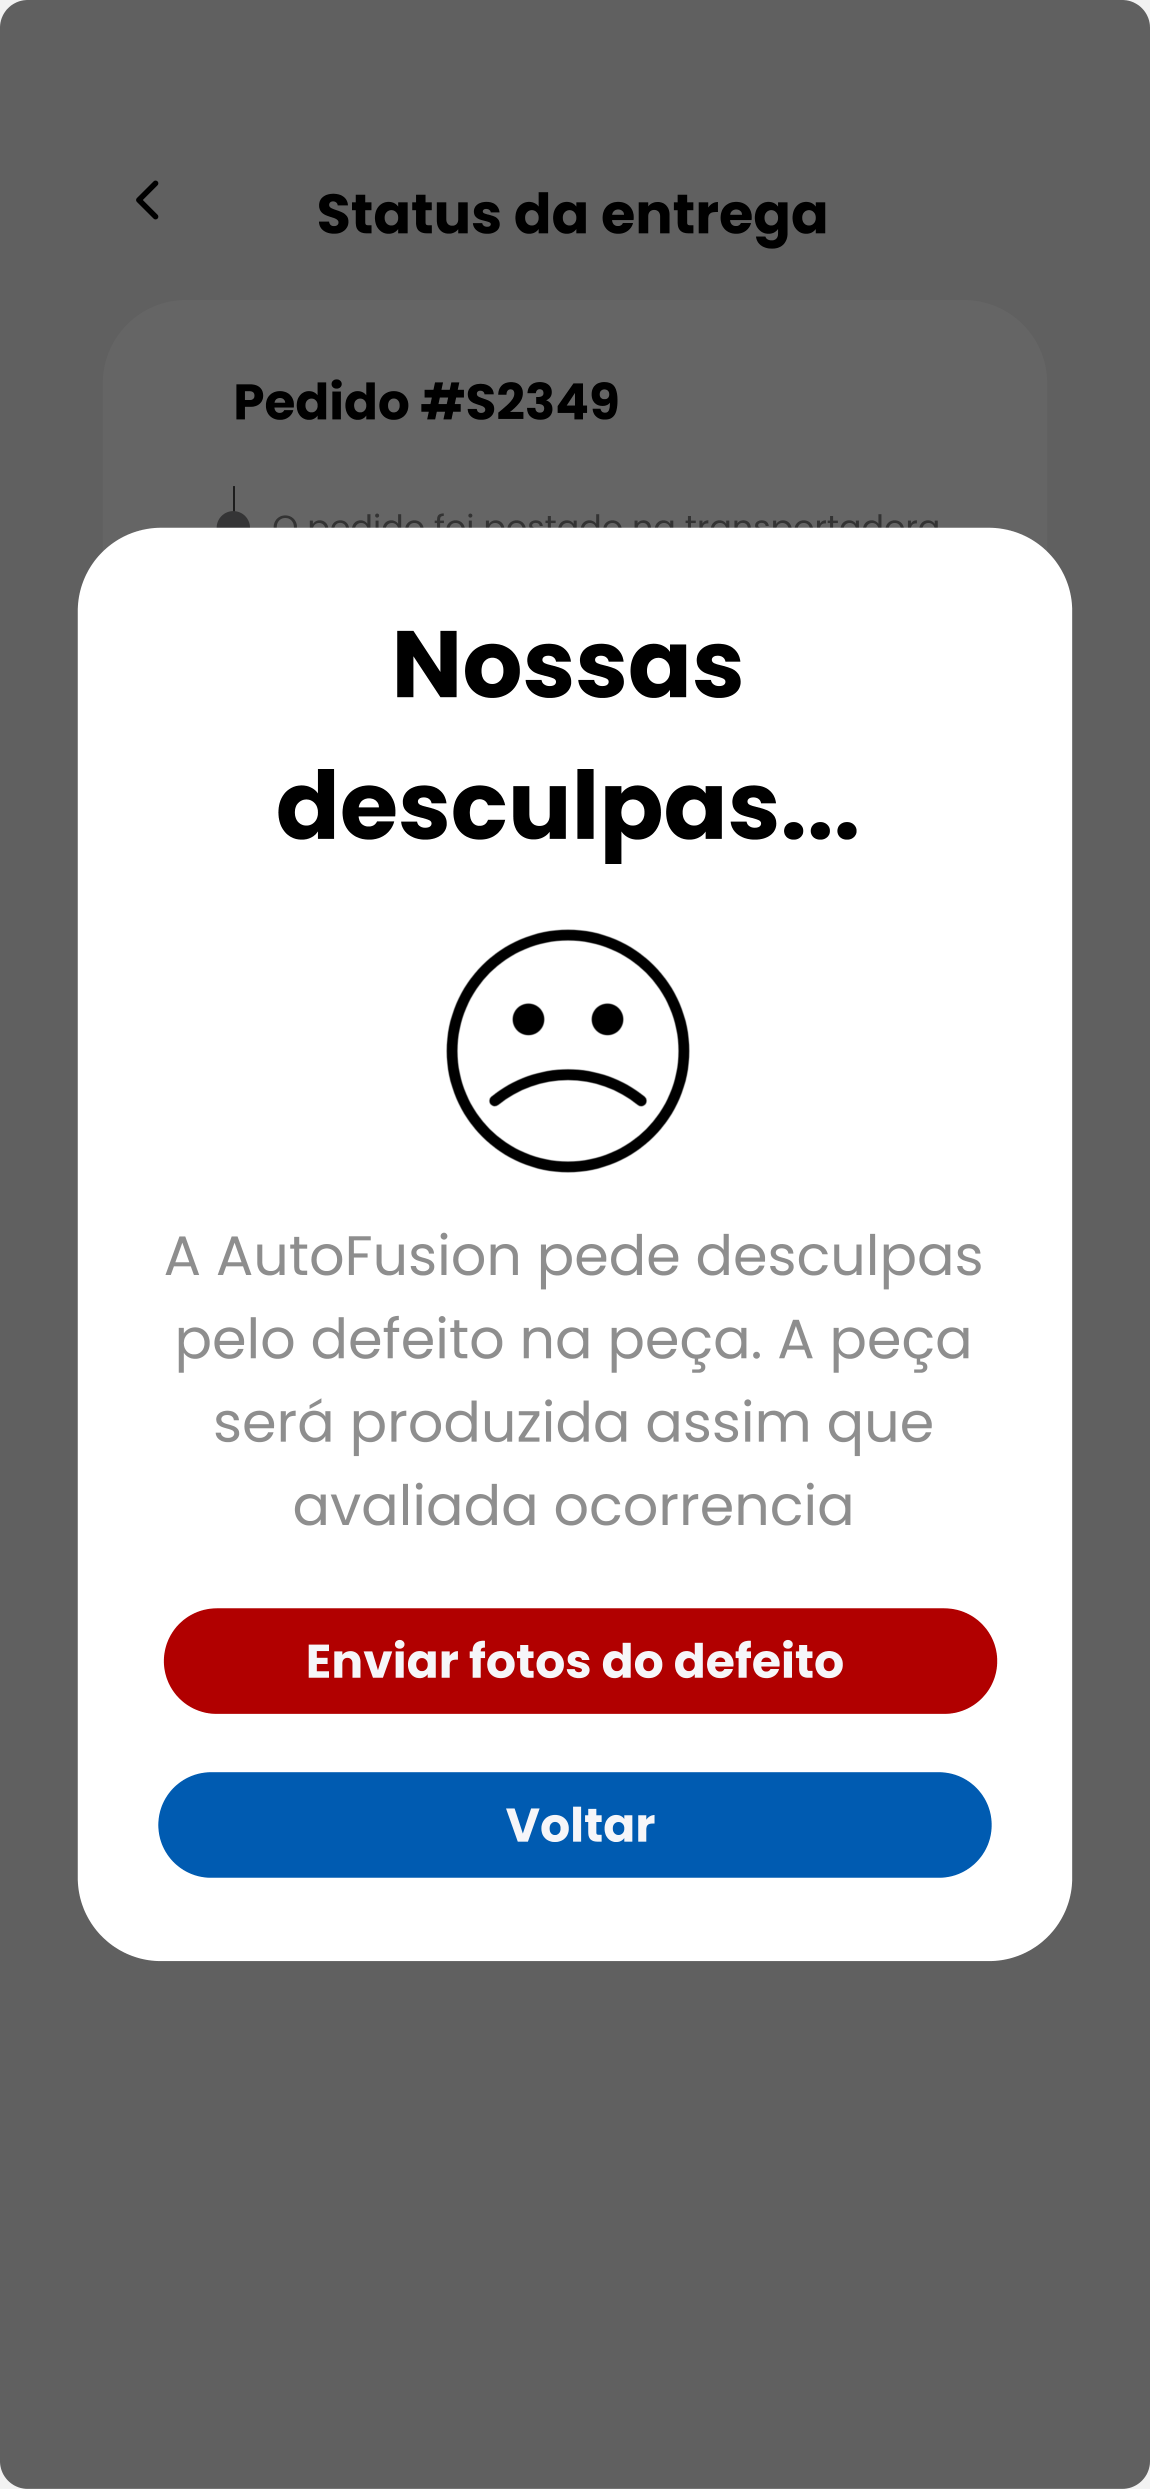 Status da entrega
Pedido #S2349
O pedido foi postado na transportadora
Nossas
desculpas...
A AutoFusion pede desculpas
pelo defeito na peça. A peça
será produzida assim que
avaliada ocorrencia
Enviar fotos do defeito
Voltar